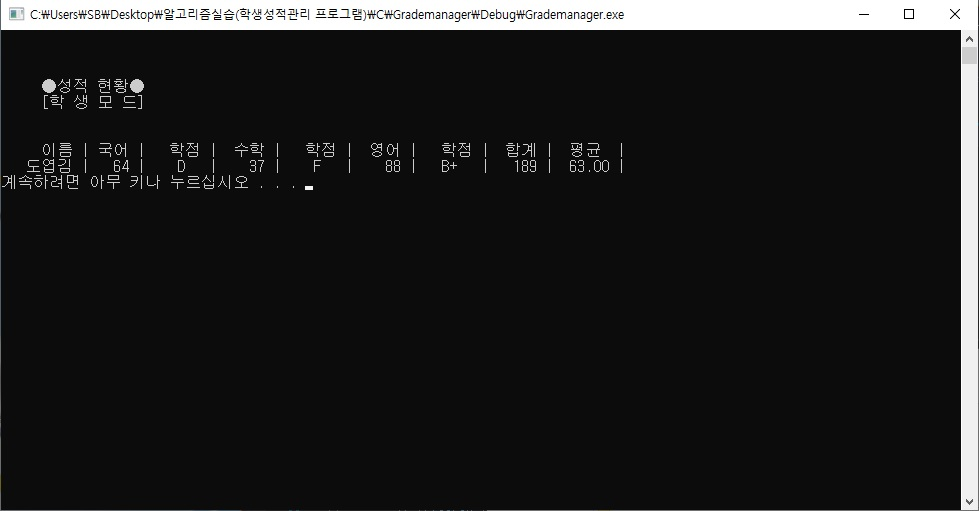 C:₩Users₩SB₩Desktop₩알고리즘실습(학생성적관리 프로그램)₩C₩Grademanager₩Debug₩Grademanager.exe
●성적 현황●
[학 생 모 드]
이름 | 국어 | 학점 | 수학 | 학점 | 영어 | 학점 | 합계 | 평균 |
도엽김 | 64 | D | 37 | F | 88 | B+ | 189 | 63.00 |
계속하려면 아무 키나 누르십시오 . . .